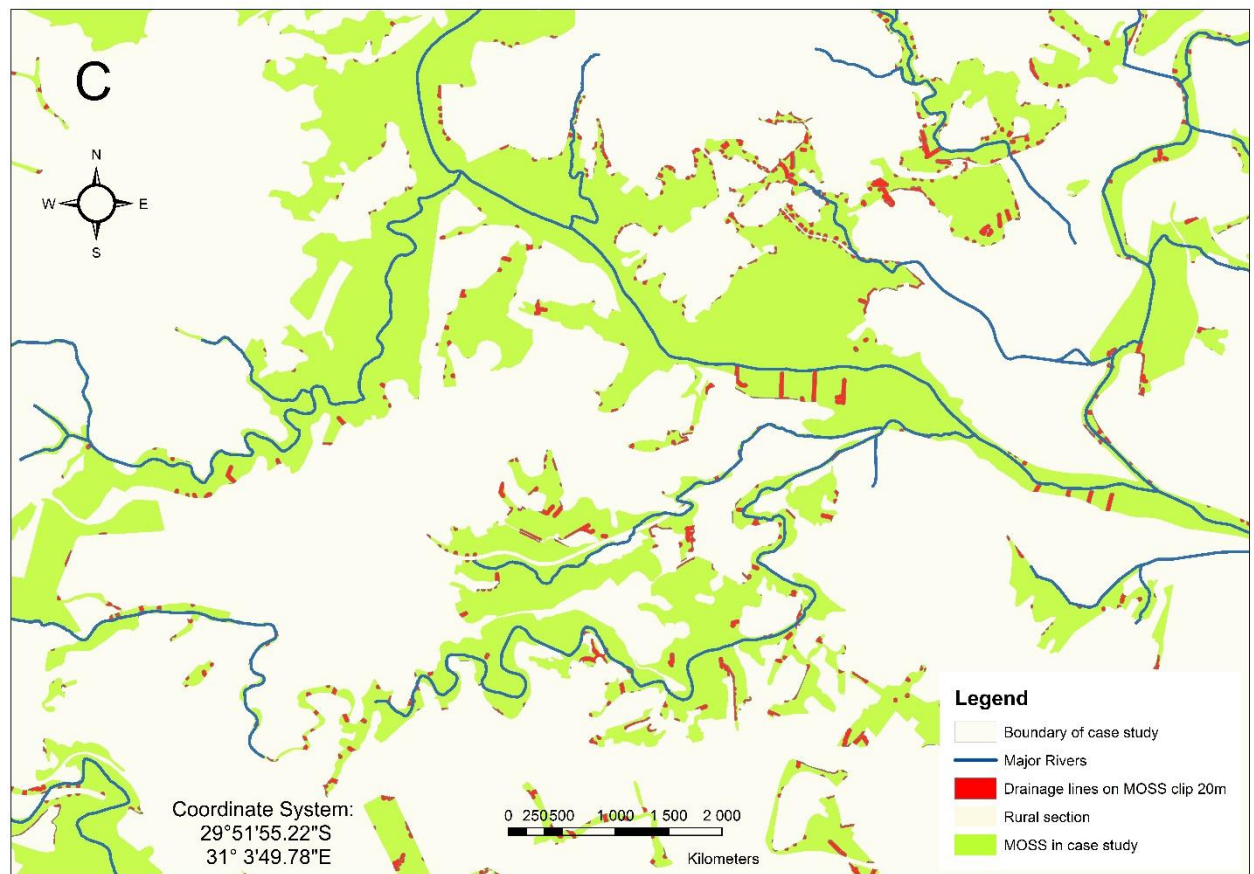 C
N
W E
S
Legend
Boundary of case study
Major Rivers
Drainage lines on MOSS clip 20m
Rural section
MOSS in case study
Coordinate System:
29°51'55.22"S
31° 3'49.78"E
0 250500 1 000 1 500 2 000
Kilometers